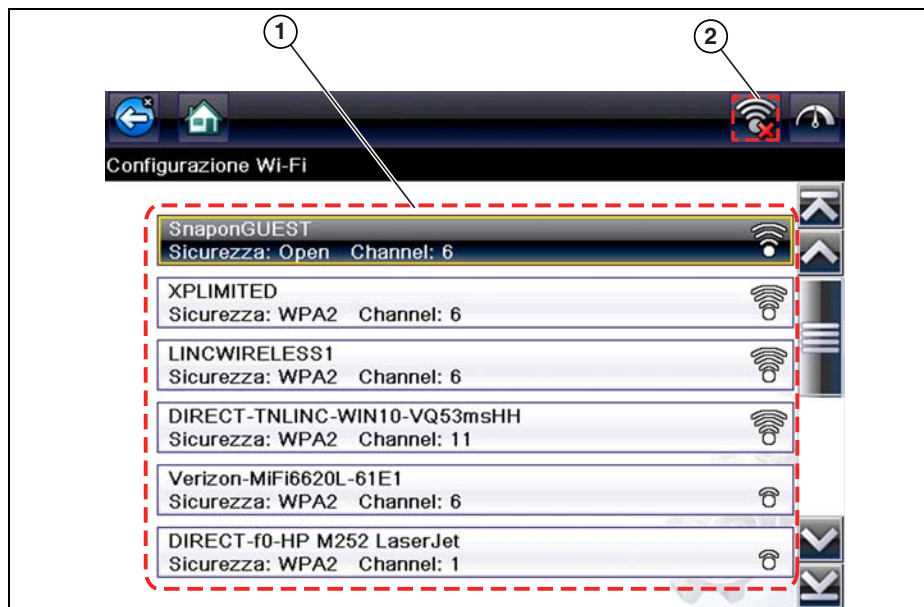 1
2
Configurazione Wi-Fi
SnaponGUEST
Sicurezza: Open Channel: 6
XPLIMITED
Sicurezza: WPA2 Channel: 6
LINCWIRELESS1
Sicurezza: WPA2 Channel: 6
DIRECT-TNLINC-WIN10-VQ53msHH
Sicurezza: WPA2 Channel: 11
Verizon-MiFi6620L-61E1
Sicurezza: WPA2 Channel: 6
DIRECT-f0-HP M252 LaserJet
Sicurezza: WPA2 Channel: 1